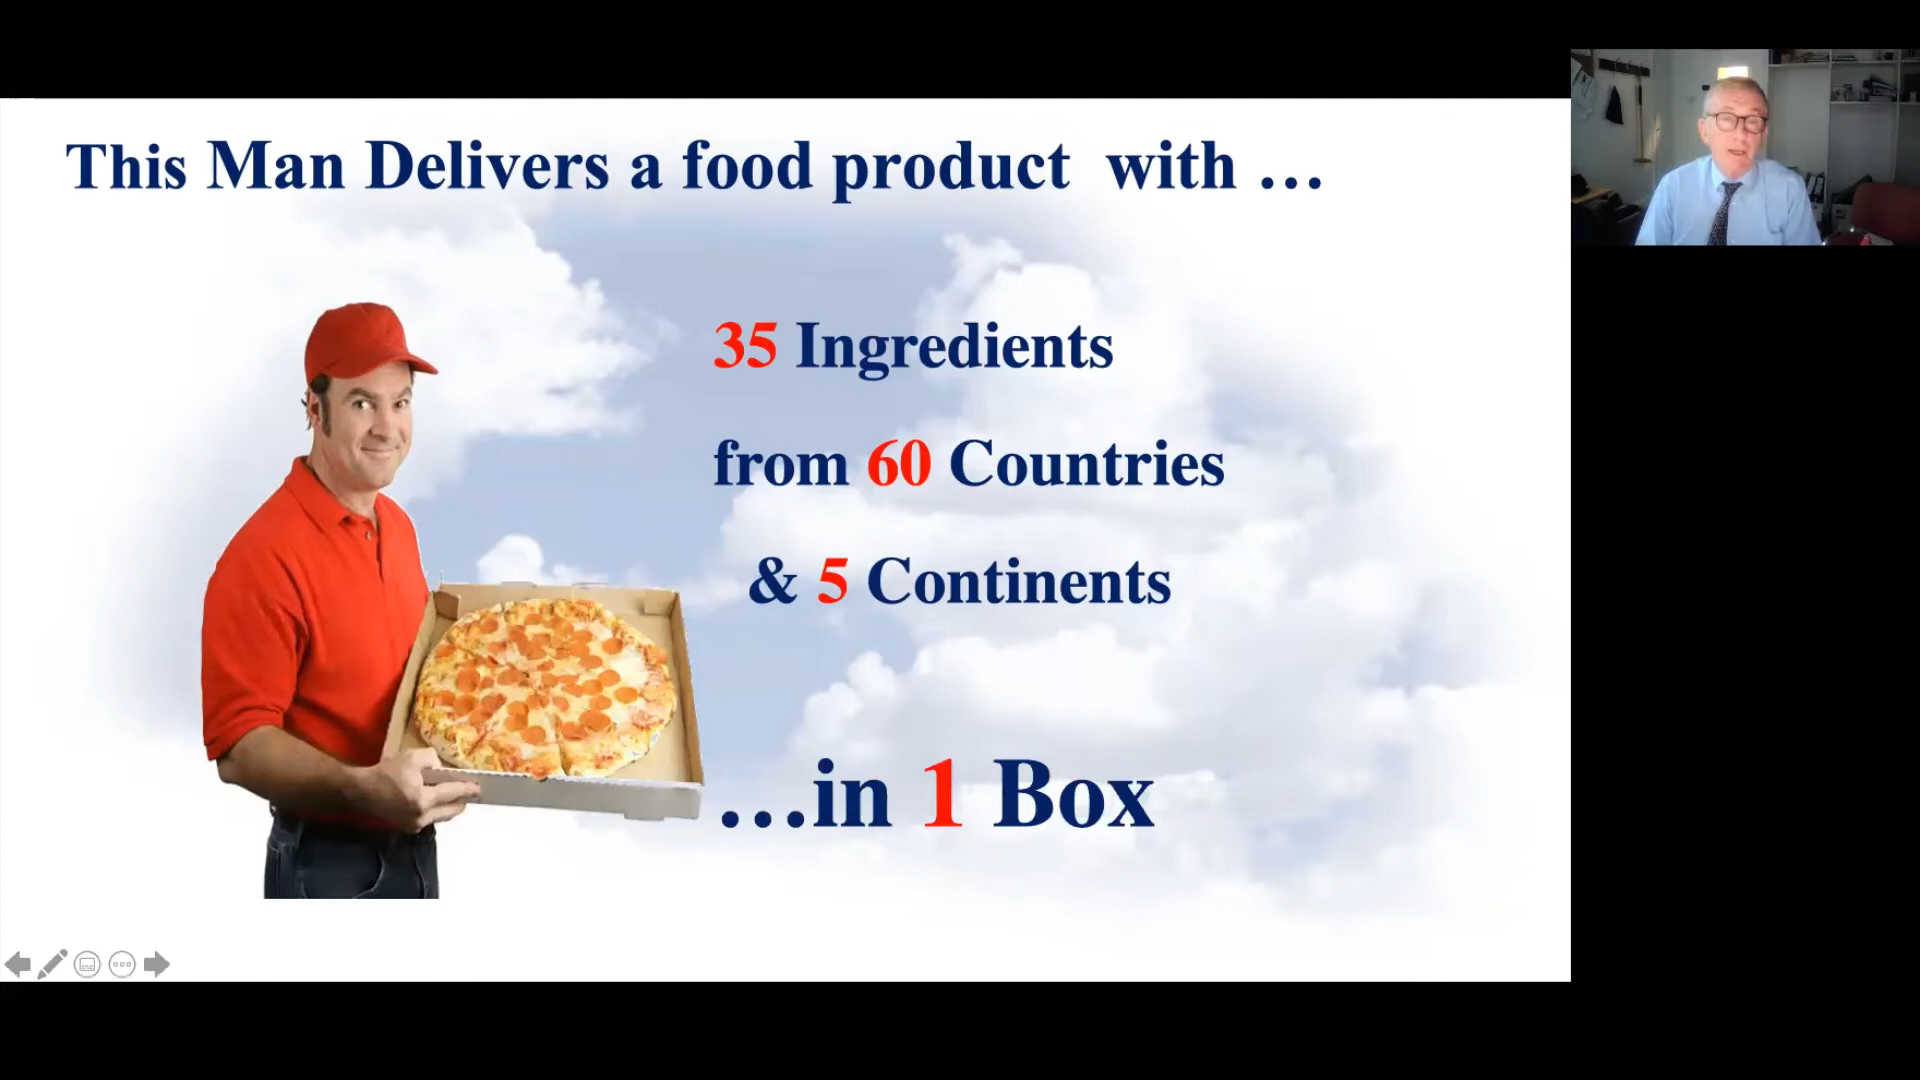 This Man Delivers a food product with …
35 Ingredients
from 60 Countries
& 5 Continents
…in 1 Box